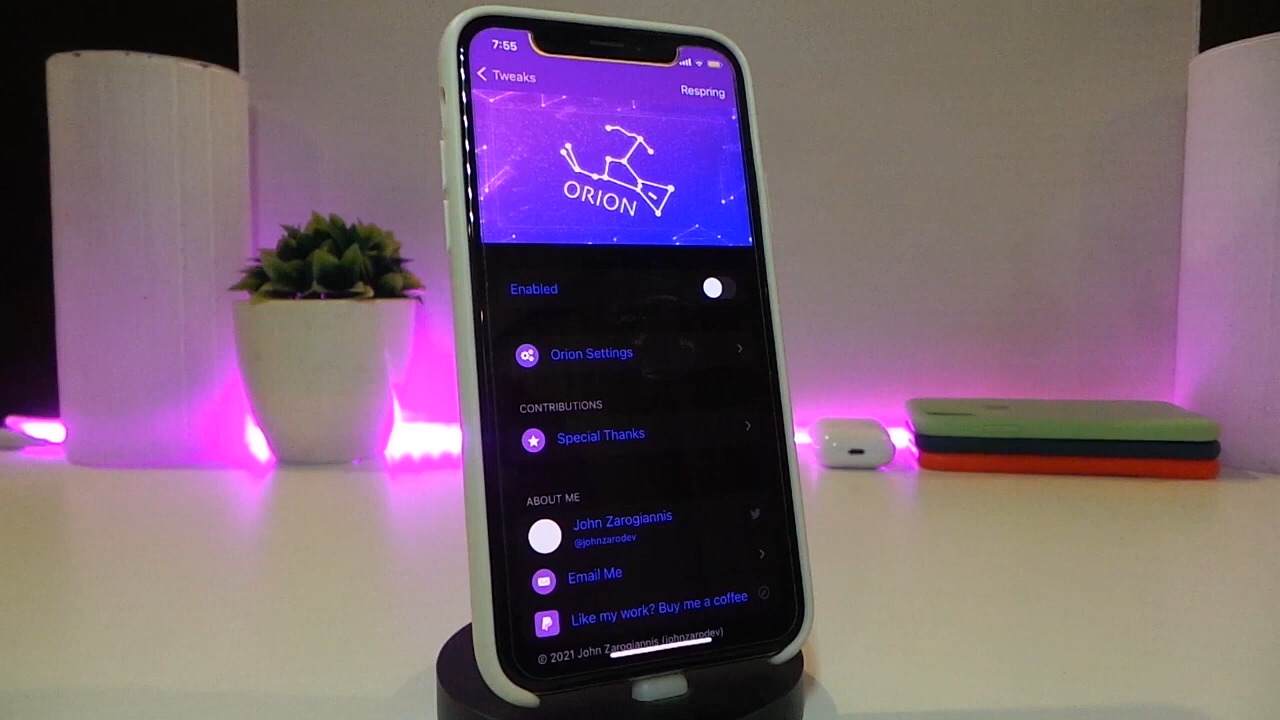 7:55
Tweaks
Respring
ORION
Enabled
Orion Settings
CONTRIBUTIONS
Special Thanks
ABOUT ME
John Zarogiannis
@johnzarodev
Email Me
Like my work? Buy me a coffee
© 2021 John Zarogiannis (johnzarodev)